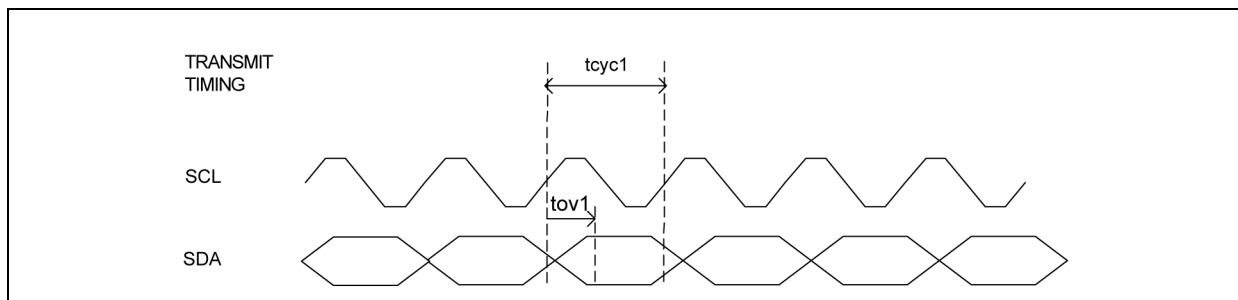 TRANSMIT
TIMING
tcyc1
SCL
tov1
SDA